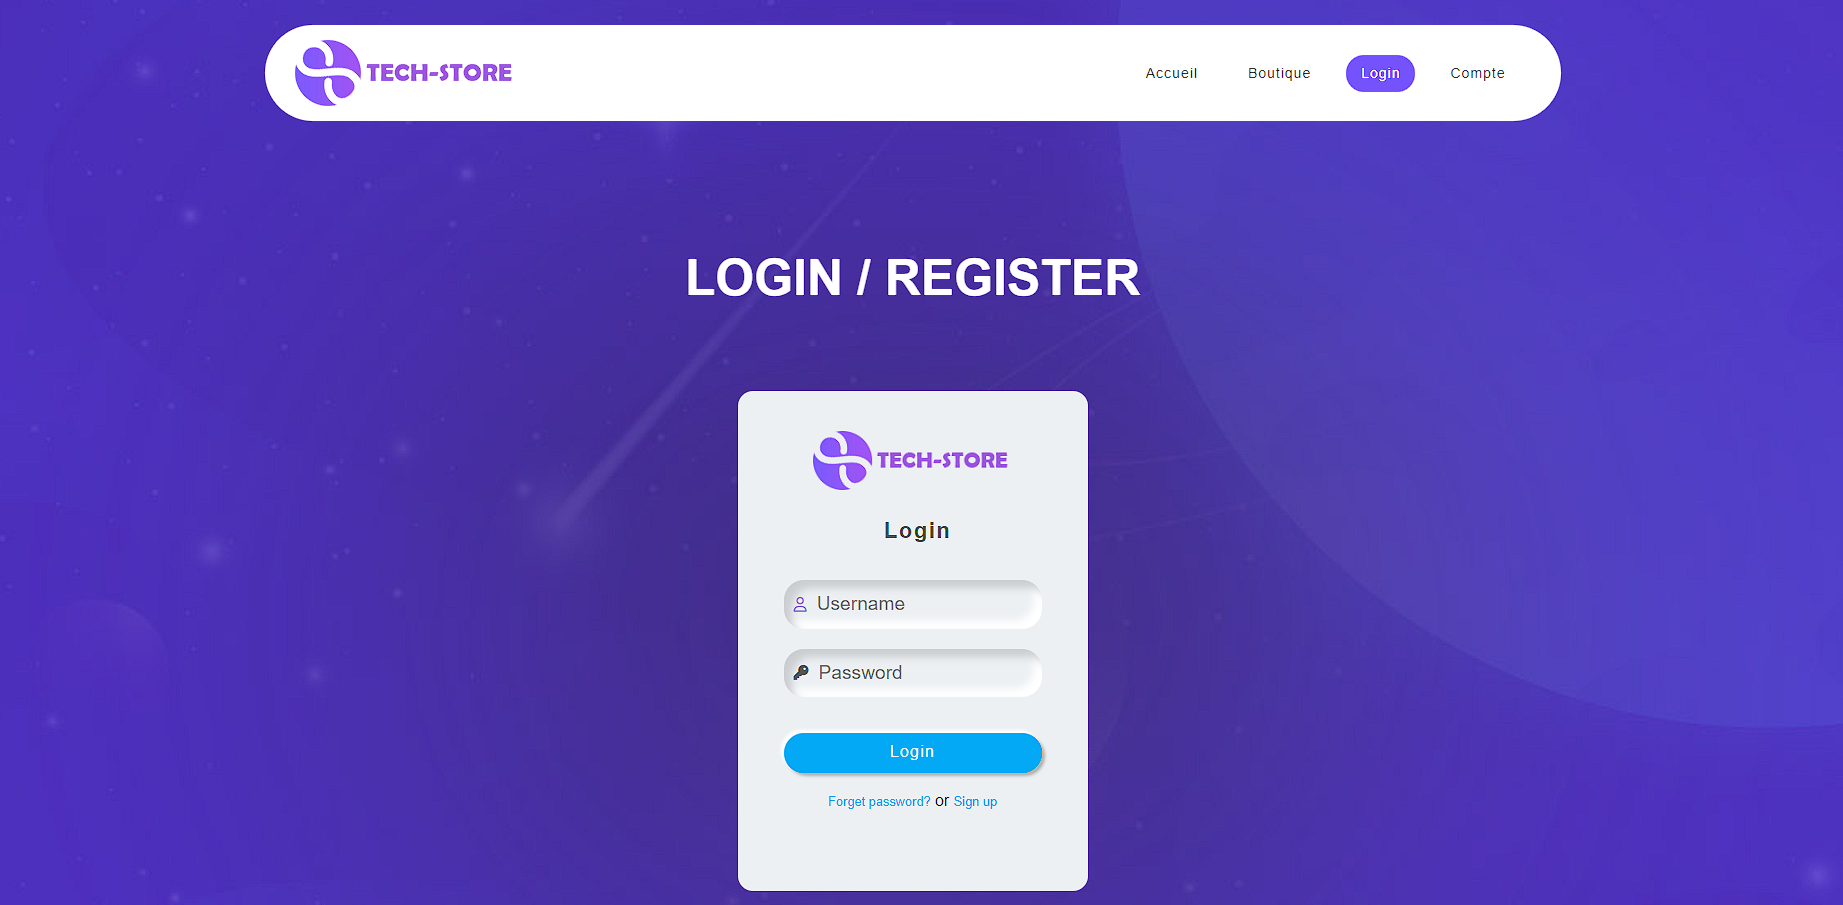 TECH-STORE
Accueil Boutique Login Compte
LOGIN / REGISTER
TECH-STORE
Login
Username
Password
Login
Forget password? or Sign up